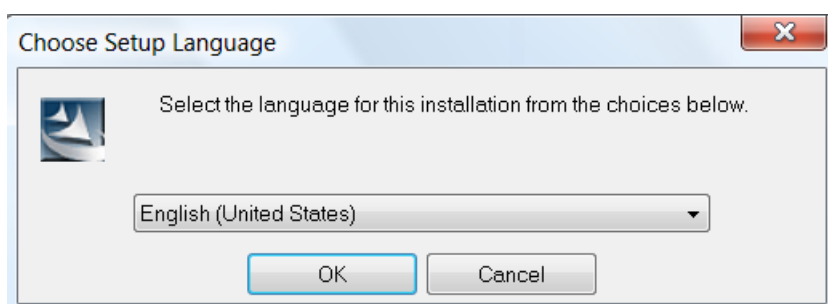 Choose Setup Language
Select the language for this installation from the choices below.
English (United States)
OK
Cancel